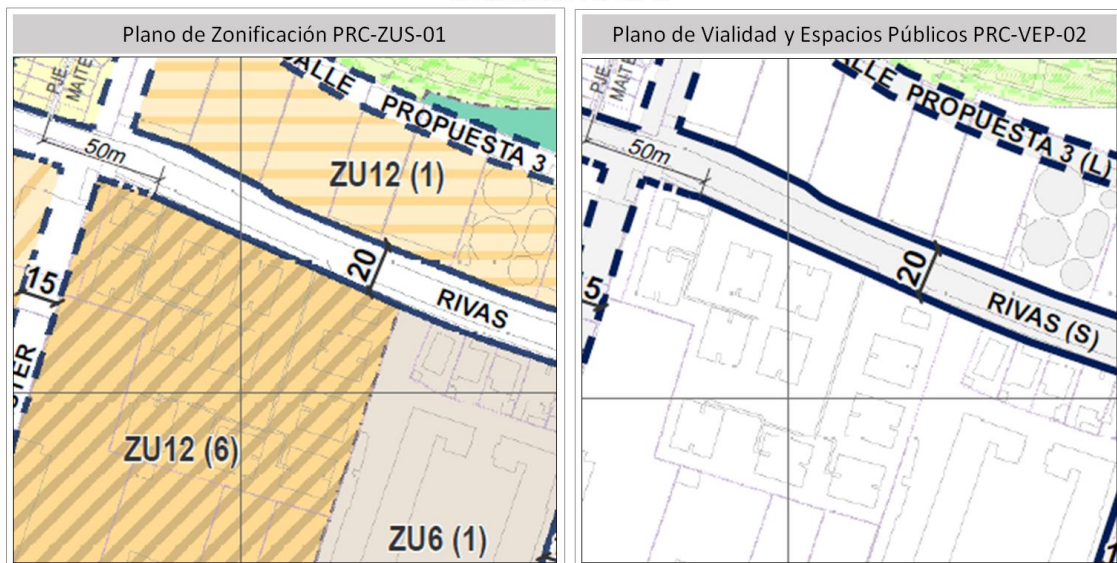 Plano de Zonificación PRC-ZUS-01
PJE.
MAITE
CALLE PROPUESTA 3
50m
ZU12 (1)
20
RIVAS
15
ZU12 (6)
ZU6 (1)
Plano de Vialidad y Espacios Públicos PRC-VEP-02
PJE.
MAITE
PROPUESTA 3 (L)
50m
20
RIVAS (S)
5